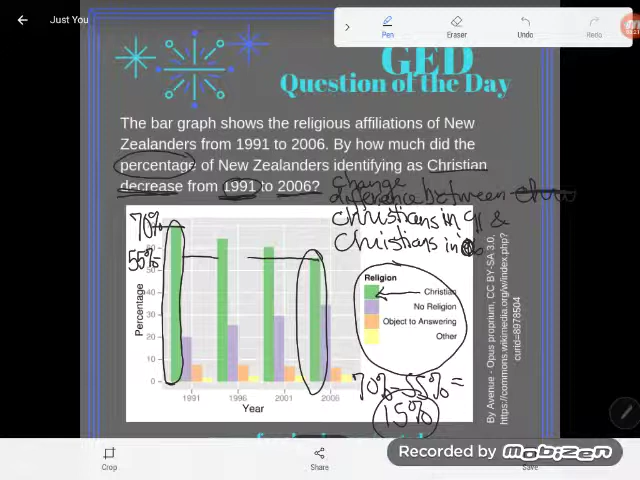 Just You
Pen
Eraser
Undo
Redo
GED
Question of the Day
The bar graph shows the religious affiliations of New
Zealanders from 1991 to 2006. By how much did the
percentage of New Zealanders identifying as Christian
decrease from 1991 to 2006?
change
difference between
Christians in 91 &
Christians in 06
70%
55%
60
50
40
30
20
10
0
Percentage
1991
1996
2001
2006
Year
Religion
Christian
No Religion
Object to Answering
Other
70% - 55% =
15%
By Avenue - Opus proprium, CC BY-SA 3.0,
https://commons.wikimedia.org/w/index.php?
curid=8978504
Crop
Share
Save
Recorded by mobizen